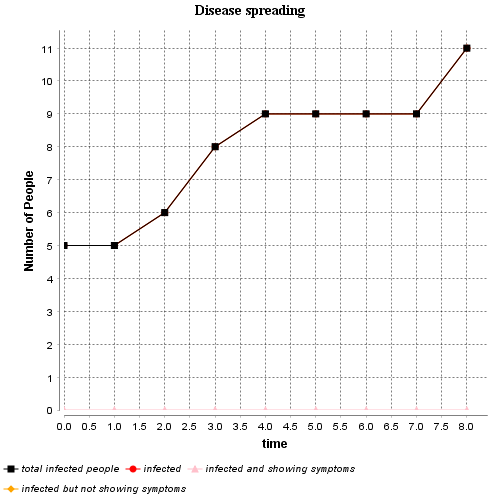 Disease spreading
Number of People
11
10
9
8
7
6
5
4
3
2
1
0
0.0 0.5 1.0 1.5 2.0 2.5 3.0 3.5 4.0 4.5 5.0 5.5 6.0 6.5 7.0 7.5 8.0
time
total infected people infected infected and showing symptoms
infected but not showing symptoms